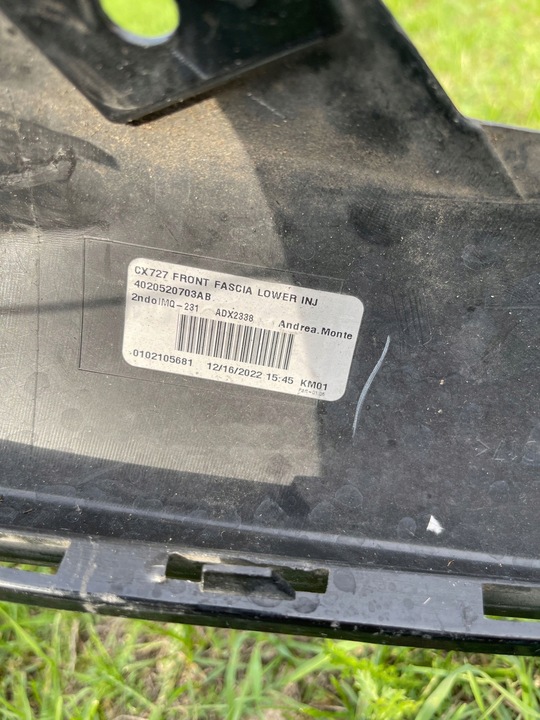 CX727 FRONT FASCIA LOWER INJ
4020520703AB
2ndoIMQ-231 ADX2338 Andrea.Monte
-0102105681 12/16/2022 15:45 KM01